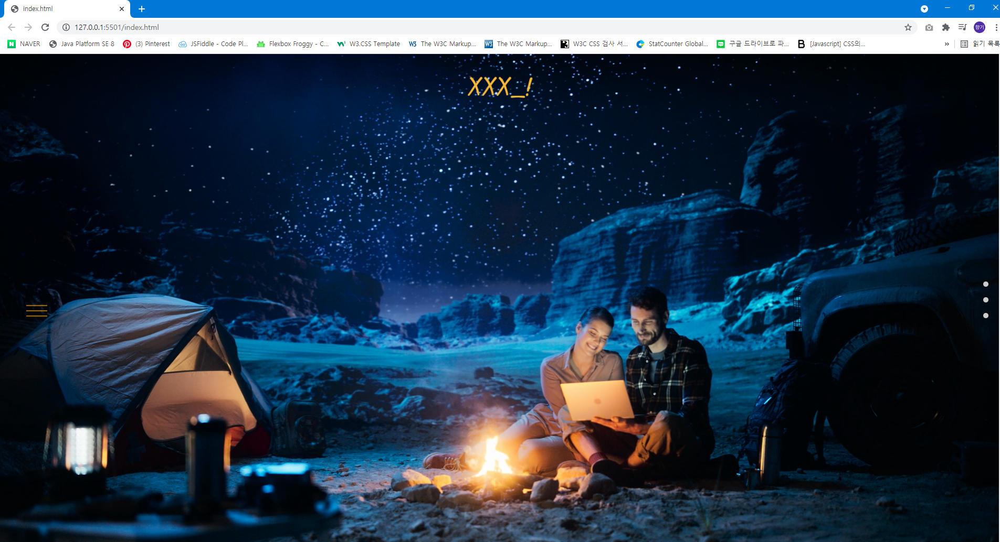 index.html
127.0.0.1:5501/index.html
향기
NAVER
Java Platform SE 8
(3) Pinterest
JSFiddle - Code Pl...
Flexbox Froggy - C...
W3.CSS Template
The W3C Markup...
The W3C Markup...
W3C CSS 검사 서...
StatCounter Global...
구글 드라이브로 파...
[Javascript] CSS의...
»
읽기 목록
XXX_!